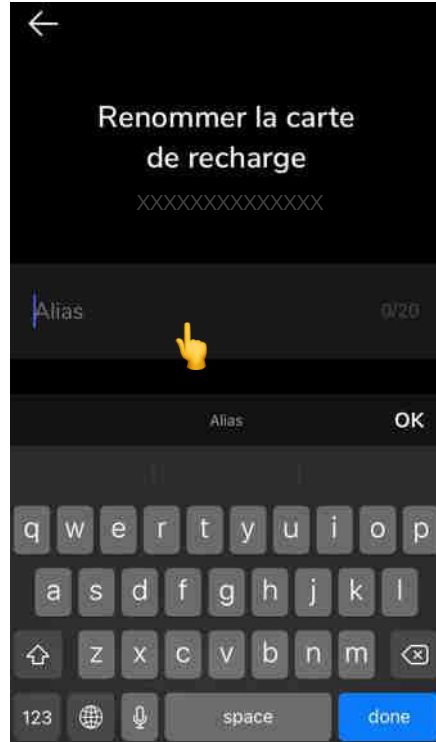 Renommer la carte
de recharge
XXXXXXXXXXXXXX
Alias
0/20
Alias
OK
q w e r t y u i o p
a s d f g h j k l
z x c v b n m
123 space done